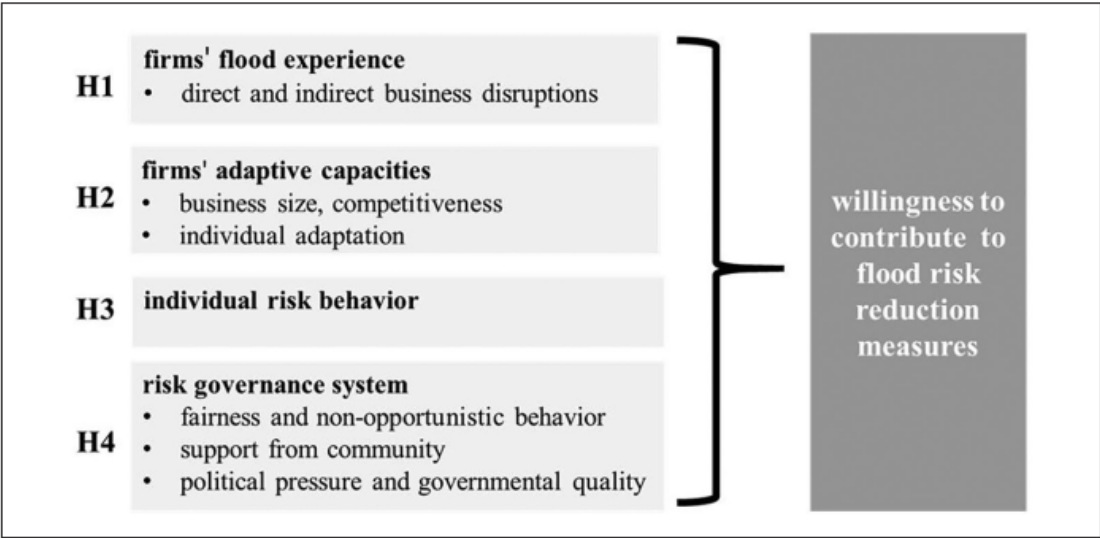 H1
firms' flood experience
• direct and indirect business disruptions
H2
firms' adaptive capacities
• business size, competitiveness
• individual adaptation
H3
individual risk behavior
H4
risk governance system
• fairness and non-opportunistic behavior
• support from community
• political pressure and governmental quality
willingness to
contribute to
flood risk
reduction
measures